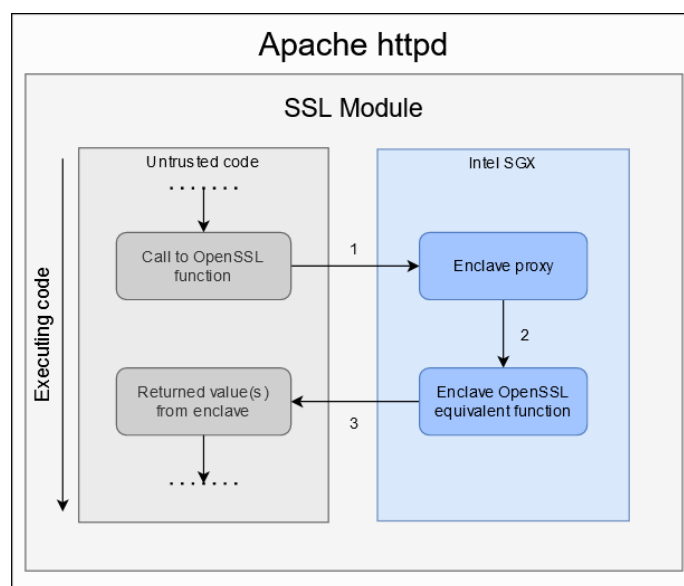 Apache httpd
SSL Module
Untrusted code
.......
Call to OpenSSL
function
1
Intel SGX
Enclave proxy
2
Executing code
Returned value(s)
from enclave
3
Enclave OpenSSL
equivalent function
.......